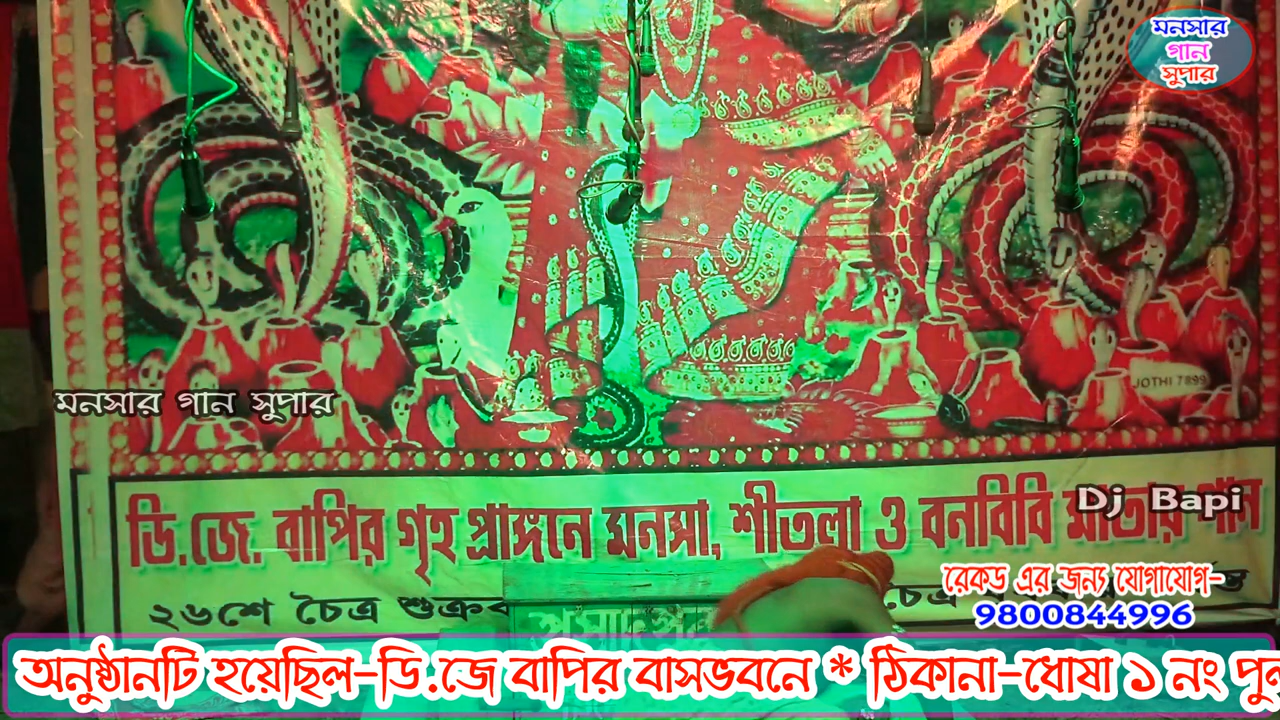 মনসার
গান
সুপার
JOTHI 7899
মনসার গান সুপার
Dj Bapi
ডি.জে. বাপির গৃহ প্রাঙ্গনে মনসা, শীতলা ও বনবিবি মাতার গান
২৬শে চৈত্র
চৈত্র
রেকড এর জন্য যোগাযোগ-
9800844996
অনুষ্ঠানটি হয়েছিল-ডি.জে বাপির বাসভবনে * ঠিকানা-ধোষা ১ নং